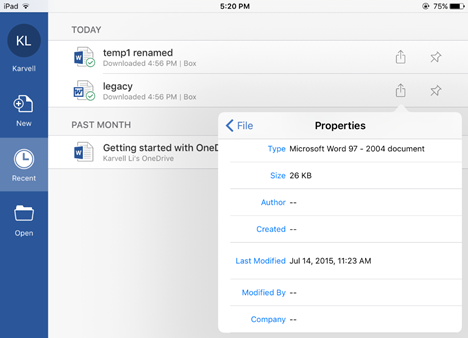 iPad
5:20 PM
75%
KL
Karvell
New
Recent
Open
TODAY
temp1 renamed
Downloaded 4:56 PM | Box
legacy
Downloaded 4:56 PM | Box
PAST MONTH
Getting started with OneD
Karvell Li's OneDrive
File
Properties
Type Microsoft Word 97 - 2004 document
Size 26 KB
Author --
Created --
Last Modified Jul 14, 2015, 11:23 AM
Modified By --
Company --